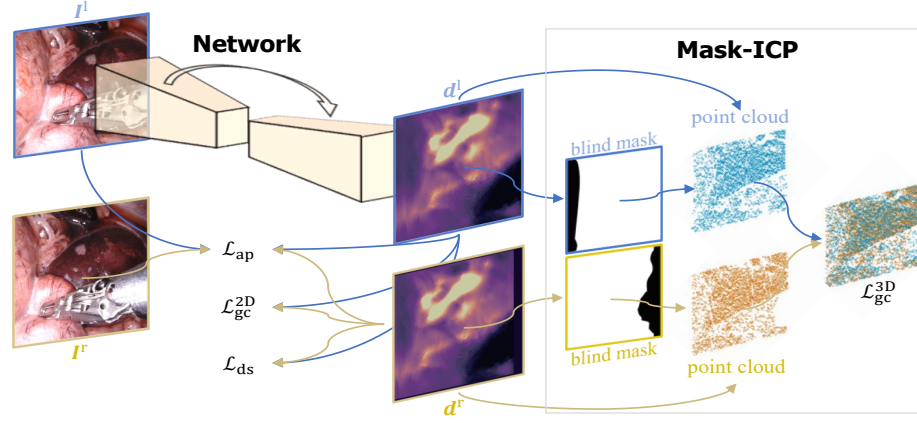 I^l
Network
Mask-ICP
d^l
point cloud
blind mask
L_ap
L_gc^2D
L_gc^3D
L_ds
I^r
blind mask
point cloud
d^r